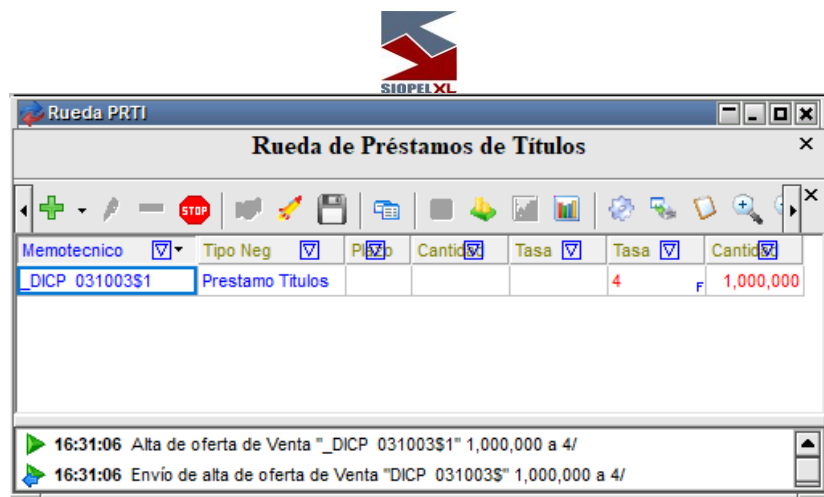 SIOPELXL
Rueda PRTI
Rueda de Préstamos de Títulos
STOP
Memotecnico Tipo Neg Plazo Cantidad Tasa Tasa Cantidad
_DICP 031003$1 Prestamo Titulos 4 F 1,000,000
16:31:06 Alta de oferta de Venta "_DICP 031003$1" 1,000,000 a 4/
16:31:06 Envío de alta de oferta de Venta "DICP 031003$" 1,000,000 a 4/